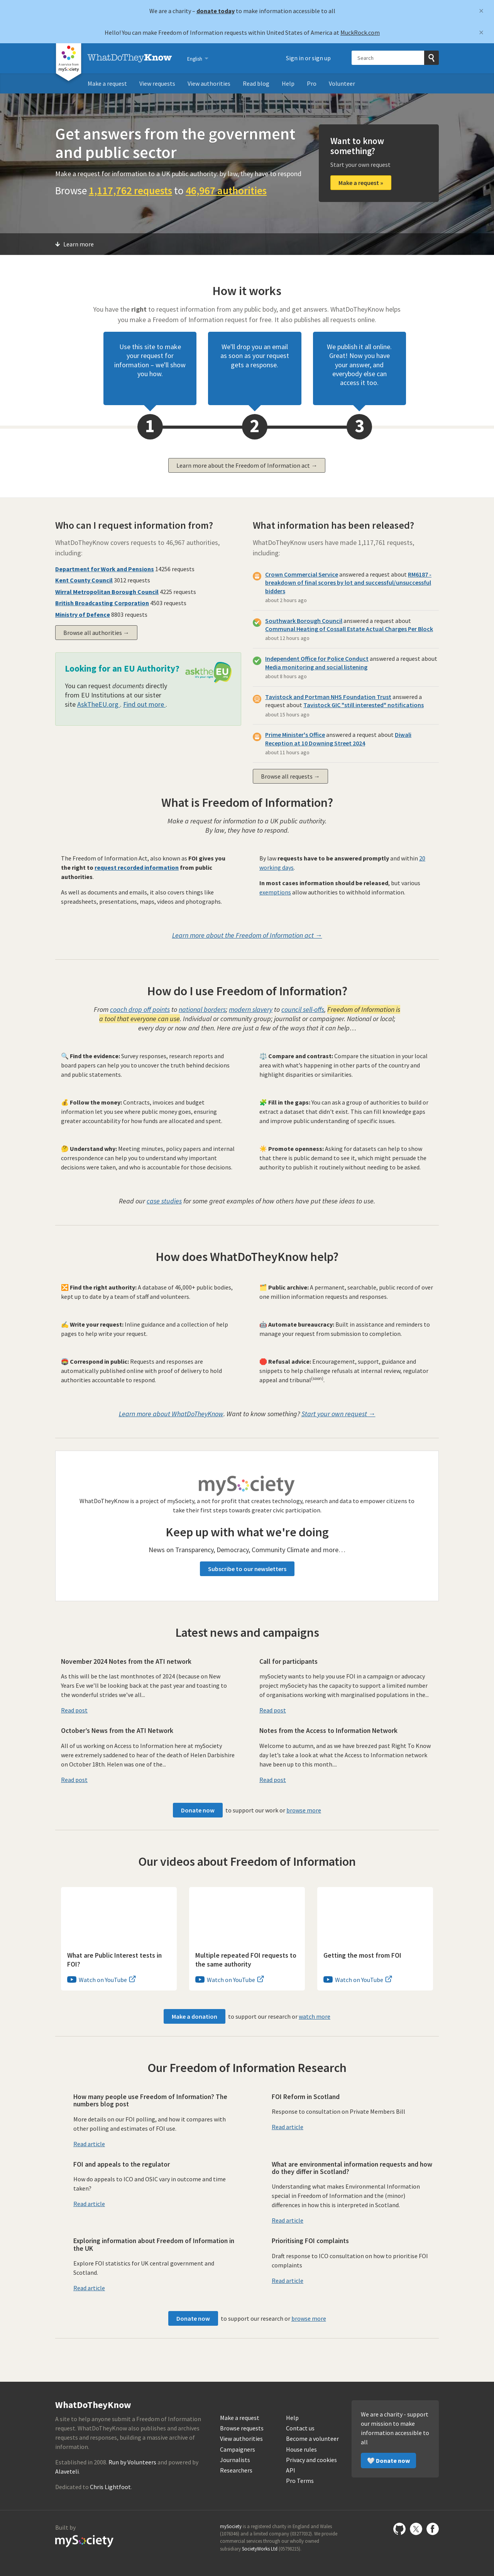 We are a charity – donate today to make information accessible to all
×
Hello! You can make Freedom of Information requests within United States of America at MuckRock.com
×
A service from
mySociety
WhatDoTheyKnow
English
Sign in or sign up
Search
Make a request
View requests
View authorities
Read blog
Help
Pro
Volunteer
Get answers from the government
and public sector
Make a request for information to a UK public authority: by law, they have to respond
Browse 1,117,762 requests to 46,967 authorities
Want to know
something?
Start your own request
Make a request »
Learn more
How it works
You have the right to request information from any public body, and get answers. WhatDoTheyKnow helps
you make a Freedom of Information request for free. It also publishes all requests online.
Use this site to make
your request for
information – we'll show
you how.
We'll drop you an email
as soon as your request
gets a response.
We publish it all online.
Great! Now you have
your answer, and
everybody else can
access it too.
1
2
3
Learn more about the Freedom of Information act →
Who can I request information from?
WhatDoTheyKnow covers requests to 46,967 authorities,
including:
Department for Work and Pensions 14256 requests
Kent County Council 3012 requests
Wirral Metropolitan Borough Council 4225 requests
British Broadcasting Corporation 4503 requests
Ministry of Defence 8803 requests
Browse all authorities →
Looking for an EU Authority?
You can request documents directly
from EU Institutions at our sister
site AskTheEU.org . Find out more .
asktheEU
What information has been released?
WhatDoTheyKnow users have made 1,117,761 requests,
including:
Crown Commercial Service answered a request about RM6187 -
breakdown of final scores by lot and successful/unsuccessful
bidders
about 2 hours ago
Southwark Borough Council answered a request about
Communal Heating of Cossall Estate Actual Charges Per Block
about 12 hours ago
Independent Office for Police Conduct answered a request about
Media monitoring and social listening
about 8 hours ago
Tavistock and Portman NHS Foundation Trust answered a
request about Tavistock GIC "still interested" notifications
about 15 hours ago
Prime Minister's Office answered a request about Diwali
Reception at 10 Downing Street 2024
about 11 hours ago
Browse all requests →
What is Freedom of Information?
Make a request for information to a UK public authority.
By law, they have to respond.
The Freedom of Information Act, also known as FOI gives you
the right to request recorded information from public
authorities.
As well as documents and emails, it also covers things like
spreadsheets, presentations, maps, videos and photographs.
By law requests have to be answered promptly and within 20
working days.
In most cases information should be released, but various
exemptions allow authorities to withhold information.
Learn more about the Freedom of Information act →
How do I use Freedom of Information?
From coach drop off points to national borders; modern slavery to council sell-offs, Freedom of Information is
a tool that everyone can use. Individual or community group; journalist or campaigner. National or local;
every day or now and then. Here are just a few of the ways that it can help…
🔍 Find the evidence: Survey responses, research reports and
board papers can help you to uncover the truth behind decisions
and public statements.
⚖️ Compare and contrast: Compare the situation in your local
area with what's happening in other parts of the country and
highlight disparities or similarities.
💰 Follow the money: Contracts, invoices and budget
information let you see where public money goes, ensuring
greater accountability for how funds are allocated and spent.
🧩 Fill in the gaps: You can ask a group of authorities to build or
extract a dataset that didn't exist. This can fill knowledge gaps
and improve public understanding of specific issues.
🤔 Understand why: Meeting minutes, policy papers and internal
correspondence can help you to understand why important
decisions were taken, and who is accountable for those decisions.
☀️ Promote openness: Asking for datasets can help to show
that there is public demand to see it, which might persuade the
authority to publish it routinely without needing to be asked.
Read our case studies for some great examples of how others have put these ideas to use.
How does WhatDoTheyKnow help?
🔀 Find the right authority: A database of 46,000+ public bodies,
kept up to date by a team of staff and volunteers.
🗂️ Public archive: A permanent, searchable, public record of over
one million information requests and responses.
✍️ Write your request: Inline guidance and a collection of help
pages to help write your request.
🤖 Automate bureaucracy: Built in assistance and reminders to
manage your request from submission to completion.
📮 Correspond in public: Requests and responses are
automatically published online with proof of delivery to hold
authorities accountable to respond.
🛑 Refusal advice: Encouragement, support, guidance and
snippets to help challenge refusals at internal review, regulator
appeal and tribunal[soon].
Learn more about WhatDoTheyKnow. Want to know something? Start your own request →
mySociety
WhatDoTheyKnow is a project of mySociety, a not for profit that creates technology, research and data to empower citizens to
take their first steps towards greater civic participation.
Keep up with what we're doing
News on Transparency, Democracy, Community Climate and more…
Subscribe to our newsletters
Latest news and campaigns
November 2024 Notes from the ATI network
As this will be the last monthnotes of 2024 (because on New
Years Eve we'll be looking back at the past year and toasting to
the wonderful strides we've all...
Read post
Call for participants
mySociety wants to help you use FOI in a campaign or advocacy
project mySociety has the capacity to support a limited number
of organisations working with marginalised populations in the...
Read post
October's News from the ATI Network
All of us working on Access to Information here at mySociety
were extremely saddened to hear of the death of Helen Darbishire
on October 18th. Helen was one of the...
Read post
Notes from the Access to Information Network
Welcome to autumn, and as we have breezed past Right To Know
day let's take a look at what the Access to Information network
have been up to this month....
Read post
Donate now to support our work or browse more
Our videos about Freedom of Information
What are Public Interest tests in
FOI?
Watch on YouTube
Multiple repeated FOI requests to
the same authority
Watch on YouTube
Getting the most from FOI
Watch on YouTube
Make a donation to support our research or watch more
Our Freedom of Information Research
How many people use Freedom of Information? The
numbers blog post
More details on our FOI polling, and how it compares with
other polling and estimates of FOI use.
Read article
FOI Reform in Scotland
Response to consultation on Private Members Bill
Read article
FOI and appeals to the regulator
How do appeals to ICO and OSIC vary in outcome and time
taken?
Read article
What are environmental information requests and how
do they differ in Scotland?
Understanding what makes Environmental Information
special in Freedom of Information and the (minor)
differences in how this is interpreted in Scotland.
Read article
Exploring information about Freedom of Information in
the UK
Explore FOI statistics for UK central government and
Scotland.
Read article
Prioritising FOI complaints
Draft response to ICO consultation on how to prioritise FOI
complaints
Read article
Donate now to support our research or browse more
WhatDoTheyKnow
A site to help anyone submit a Freedom of Information
request. WhatDoTheyKnow also publishes and archives
requests and responses, building a massive archive of
information.
Established in 2008. Run by Volunteers and powered by
Alaveteli.
Dedicated to Chris Lightfoot.
Make a request
Browse requests
View authorities
Campaigners
Journalists
Researchers
Help
Contact us
Become a volunteer
House rules
Privacy and cookies
API
Pro Terms
We are a charity - support
our mission to make
information accessible to
all
🤍 Donate now
Built by
mySociety
mySociety is a registered charity in England and Wales
(1076346) and a limited company (03277032). We provide
commercial services through our wholly owned
subsidiary SocietyWorks Ltd (05798215).